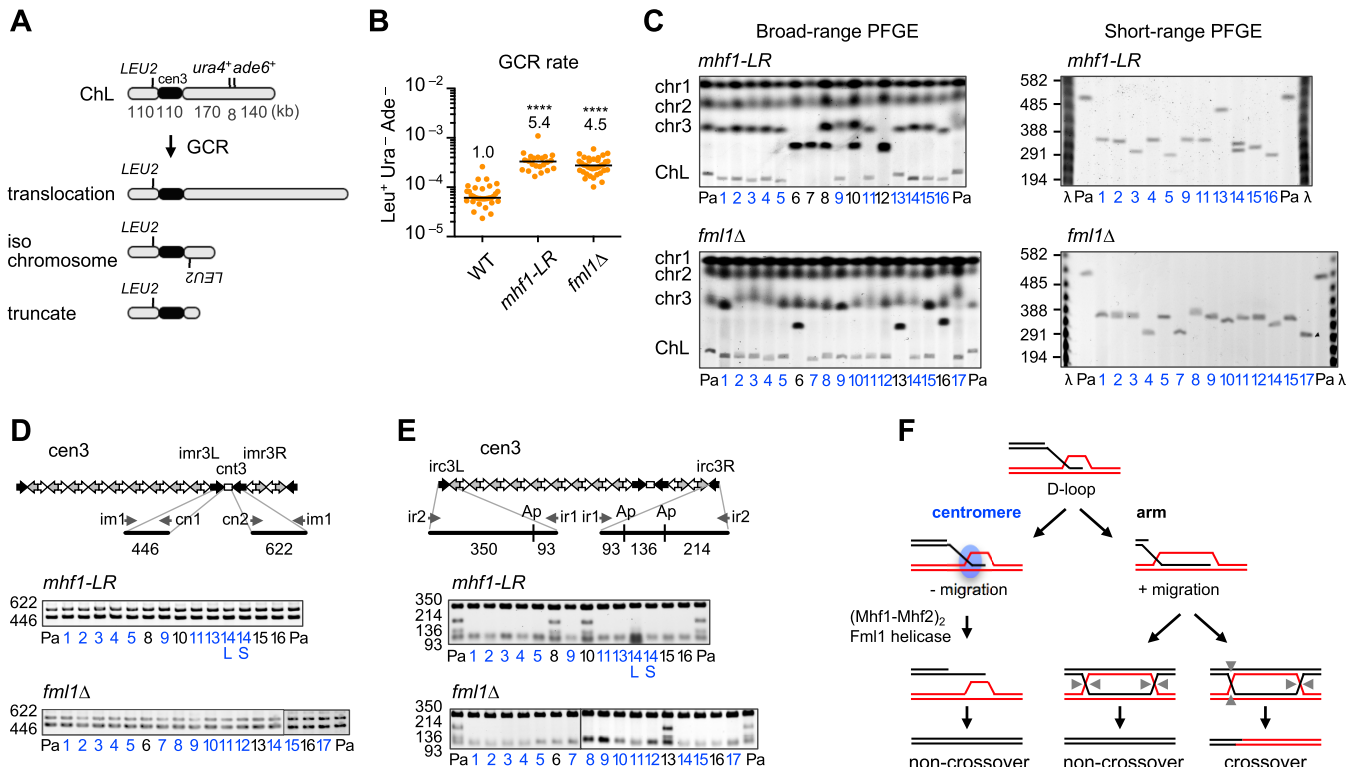 A
LEU2 cen3 ura4+ ade6+
ChL
110 110 170 8 140 (kb)
GCR
LEU2
translocation
LEU2
iso
chromosome
LEU2
LEU2
truncate
B
GCR rate
Leu+ Ura− Ade−
10−2
10−3
10−4
10−5
1.0
****
5.4
****
4.5
WT
mhf1-LR
fml1Δ
C
Broad-range PFGE
mhf1-LR
chr1
chr2
chr3
ChL
Pa 1 2 3 4 5 6 7 8 9 10 11 12 13 14 15 16 Pa
fml1Δ
chr1
chr2
chr3
ChL
Pa 1 2 3 4 5 6 7 8 9 10 11 12 13 14 15 16 17 Pa
Short-range PFGE
mhf1-LR
582
485
388
291
194
λ Pa 1 2 3 4 5 9 11 13 14 15 16 Pa λ
fml1Δ
582
485
388
291
194
λ Pa 1 2 3 4 5 7 8 9 10 11 12 14 15 17 Pa λ
D
cen3
imr3L imr3R
cnt3
im1 cn1 cn2 im1
446 622
mhf1-LR
622
446
Pa 1 2 3 4 5 8 9 10 11 13 14 14 15 16 Pa
L S
fml1Δ
622
446
Pa 1 2 3 4 5 6 7 8 9 10 11 12 13 14 15 16 17 Pa
E
cen3
irc3L irc3R
ir2 Ap ir1 ir1 Ap Ap ir2
350 93 93 136 214
mhf1-LR
350
214
136
93
Pa 1 2 3 4 5 8 9 10 11 13 14 14 15 16 Pa
L S
fml1Δ
350
214
136
93
Pa 1 2 3 4 5 6 7 8 9 10 11 12 13 14 15 16 17 Pa
F
D-loop
centromere arm
- migration + migration
(Mhf1-Mhf2)2
Fml1 helicase
non-crossover non-crossover crossover